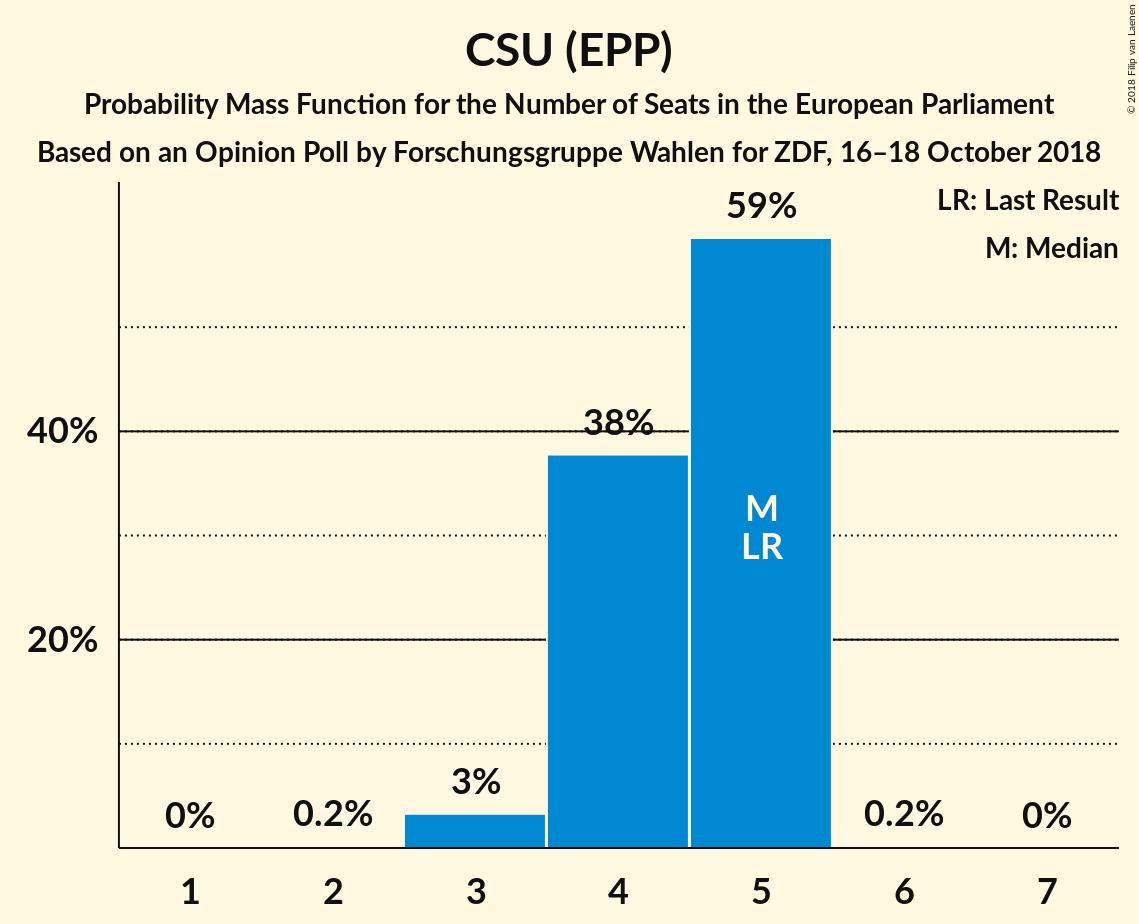 CSU (EPP)
Probability Mass Function for the Number of Seats in the European Parliament
Based on an Opinion Poll by Forschungsgruppe Wahlen for ZDF, 16–18 October 2018
© 2018 Filip van Laenen
LR: Last Result
M: Median
59%
40%
38%
M
LR
20%
3%
0%
0.2%
0.2%
0%
1 2 3 4 5 6 7